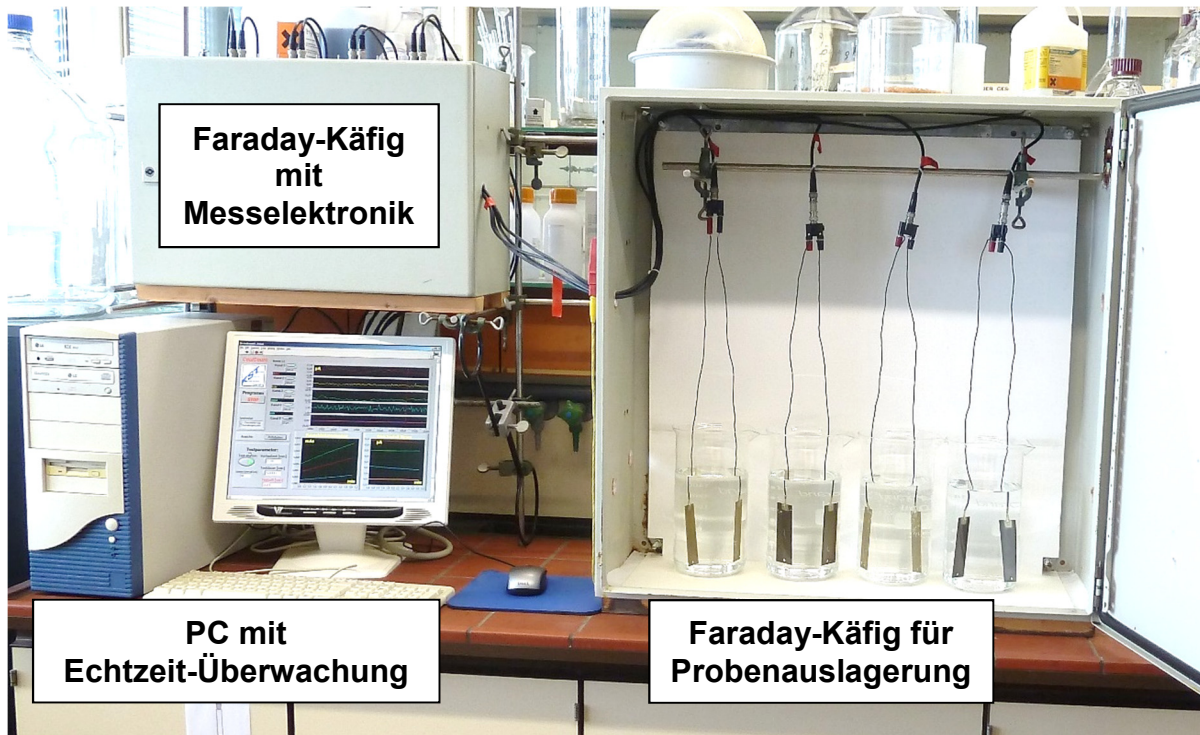 Faraday-Käfig
mit
Messelektronik
PC mit
Echtzeit-Überwachung
Faraday-Käfig für
Probenauslagerung